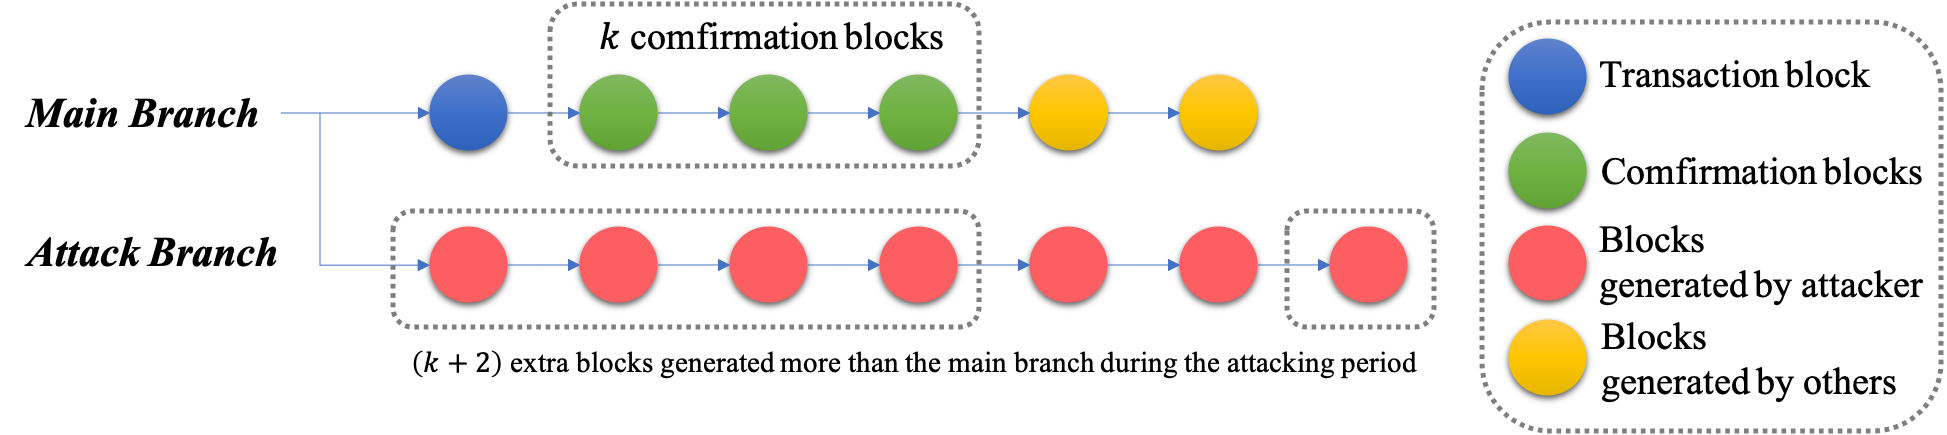 k comfirmation blocks
Main Branch
Attack Branch
(k + 2) extra blocks generated more than the main branch during the attacking period
Transaction block
Comfirmation blocks
Blocks
generated by attacker
Blocks
generated by others